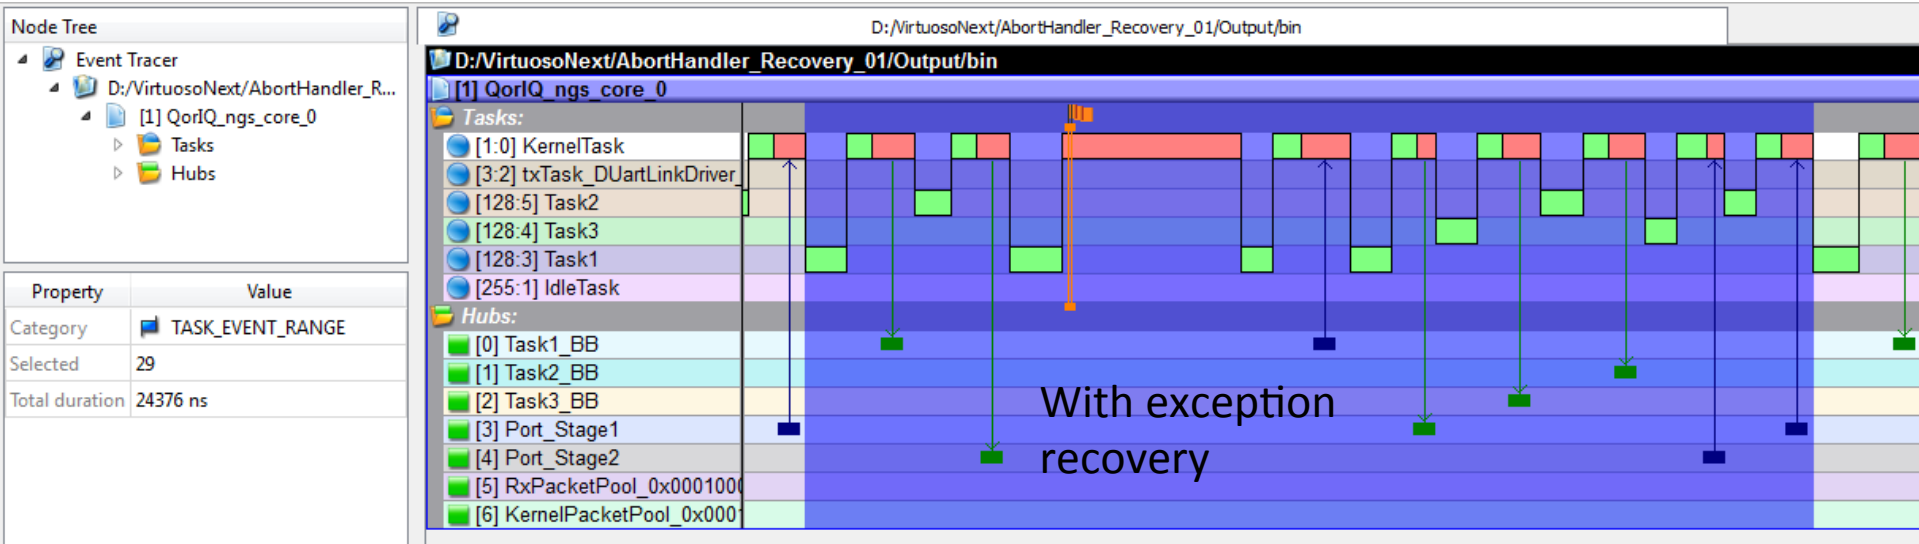 Node Tree
Event Tracer
D:/VirtuosoNext/AbortHandler_R...
[1] QorIQ_ngs_core_0
Tasks
Hubs
Property Value
Category TASK_EVENT_RANGE
Selected 29
Total duration 24376 ns
D:/VirtuosoNext/AbortHandler_Recovery_01/Output/bin
D:/VirtuosoNext/AbortHandler_Recovery_01/Output/bin
[1] QorIQ_ngs_core_0
Tasks:
[1:0] KernelTask
[3:2] txTask_DUartLinkDriver_
[128:5] Task2
[128:4] Task3
[128:3] Task1
[255:1] IdleTask
Hubs:
[0] Task1_BB
[1] Task2_BB
[2] Task3_BB
[3] Port_Stage1
[4] Port_Stage2
[5] RxPacketPool_0x0001000
[6] KernelPacketPool_0x000
With exception
recovery